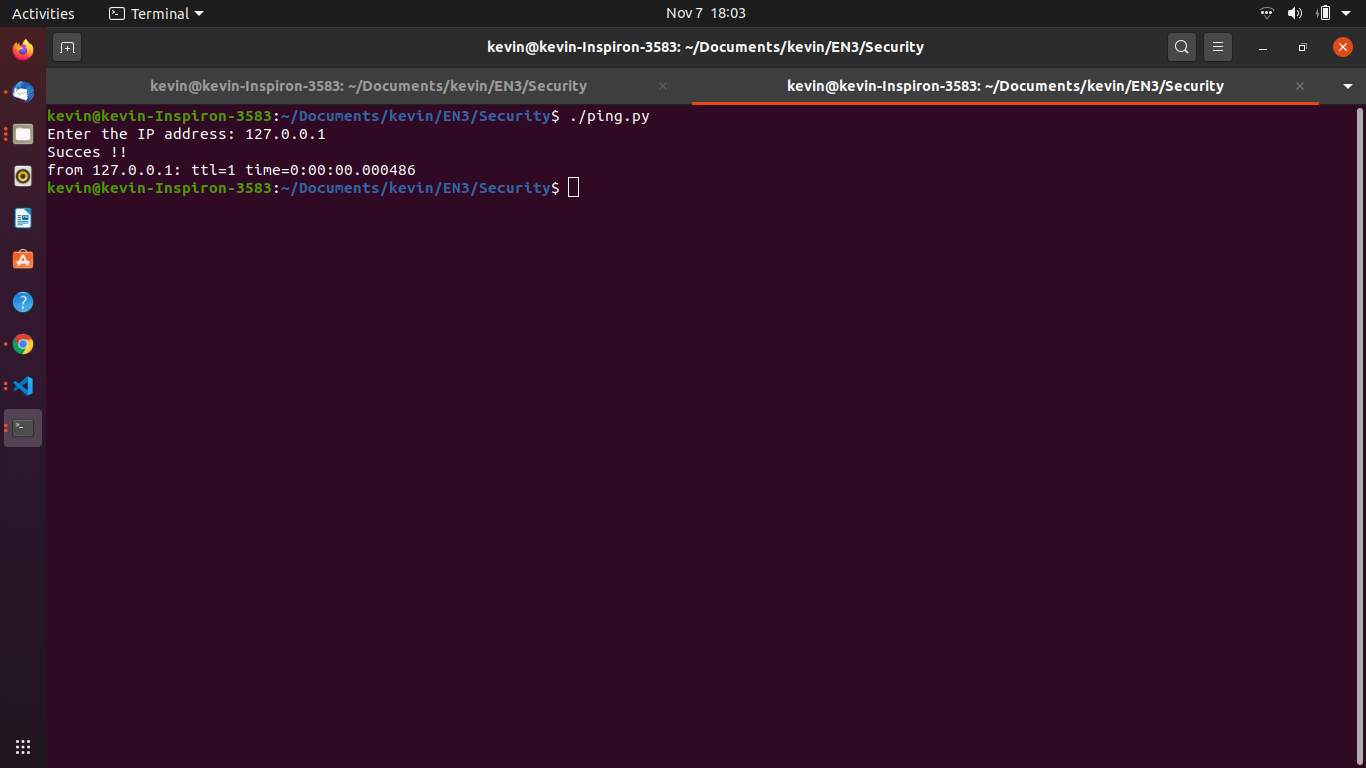 Activities
Terminal
Nov 7 18:03
kevin@kevin-Inspiron-3583: ~/Documents/kevin/EN3/Security
kevin@kevin-Inspiron-3583: ~/Documents/kevin/EN3/Security
kevin@kevin-Inspiron-3583: ~/Documents/kevin/EN3/Security
kevin@kevin-Inspiron-3583:~/Documents/kevin/EN3/Security$ ./ping.py
Enter the IP address: 127.0.0.1
Succes !!
from 127.0.0.1: ttl=1 time=0:00:00.000486
kevin@kevin-Inspiron-3583:~/Documents/kevin/EN3/Security$